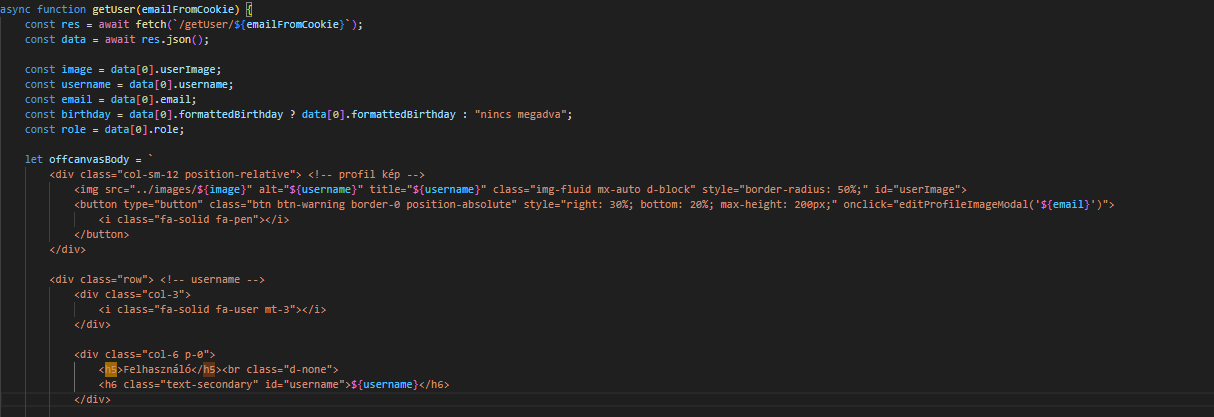 async function getUser(emailFromCookie) {
    const res = await fetch(`/getUser/${emailFromCookie}`);
    const data = await res.json();

    const image = data[0].userImage;
    const username = data[0].username;
    const email = data[0].email;
    const birthday = data[0].formattedBirthday ? data[0].formattedBirthday : "nincs megadva";
    const role = data[0].role;

    let offcanvasBody = `
        <div class="col-sm-12 position-relative"> <!-- profil kép -->
            <img src="../images/${image}" alt="${username}" title="${username}" class="img-fluid mx-auto d-block" style="border-radius: 50%;" id="userImage">
            <button type="button" class="btn btn-warning border-0 position-absolute" style="right: 30%; bottom: 20%; max-height: 200px;" onclick="editProfileImageModal('${email}')">
                <i class="fa-solid fa-pen"></i>
            </button>
        </div>

        <div class="row"> <!-- username -->
            <div class="col-3">
                <i class="fa-solid fa-user mt-3"></i>
            </div>

            <div class="col-6 p-0">
                <h5>Felhasználó</h5><br class="d-none">
                <h6 class="text-secondary" id="username">${username}</h6>
            </div>